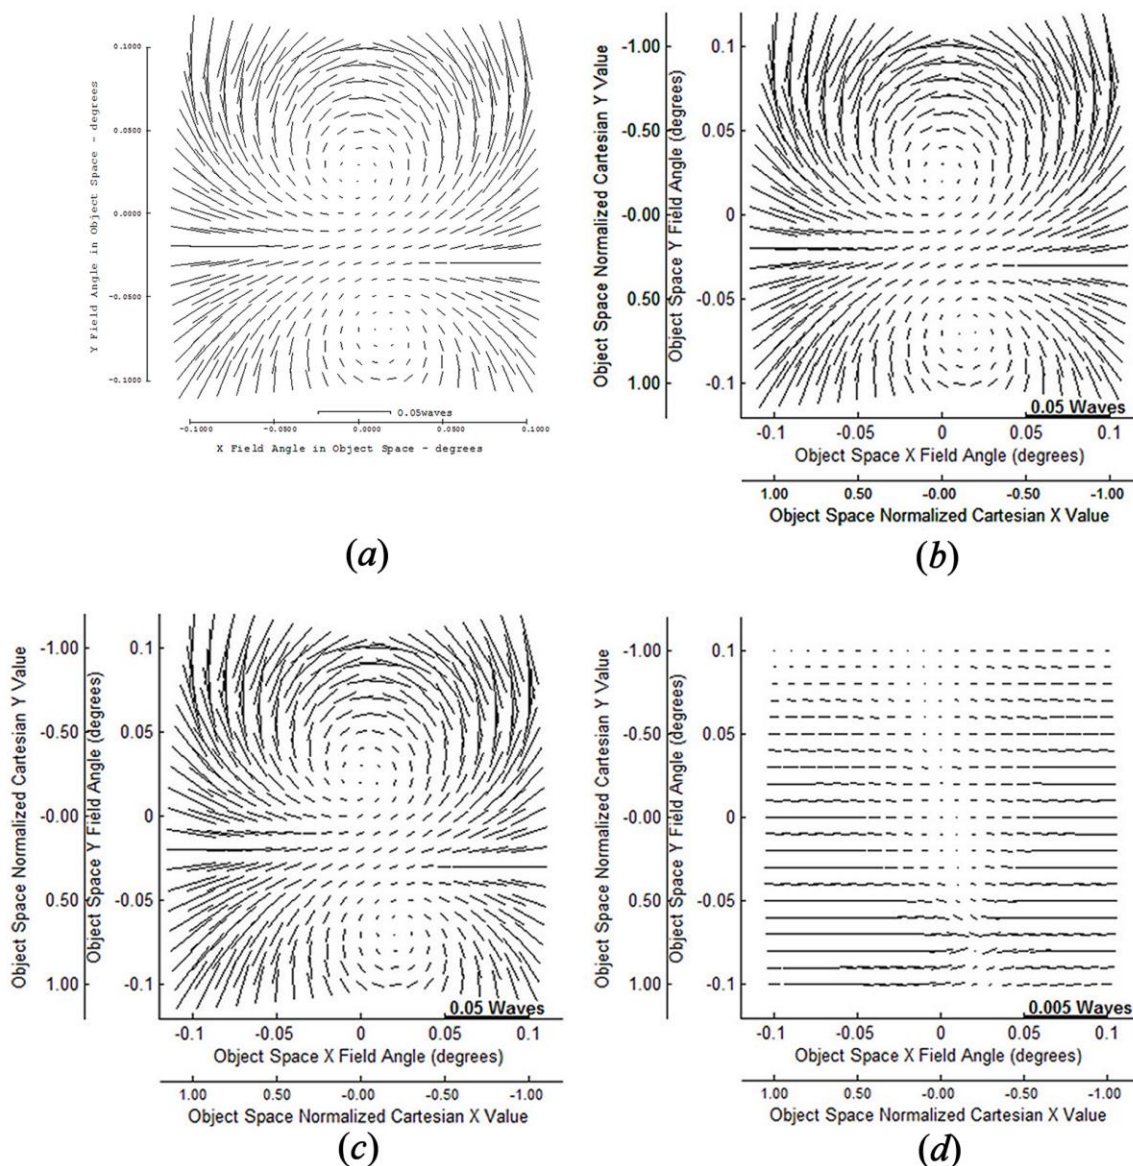 0.1000
0.0500
0.0000
-0.0500
-0.1000
Y Field Angle in Object Space - degrees
0.05waves
-0.1000 -0.0500 0.0000 0.0500 0.1000
X Field Angle in Object Space - degrees
(a)
Object Space Normalized Cartesian Y Value
-1.00
-0.50
-0.00
0.50
1.00
Object Space Y Field Angle (degrees)
0.1
0.05
0
-0.05
-0.1
0.05 Waves
-0.1 -0.05 0 0.05 0.1
Object Space X Field Angle (degrees)
1.00 0.50 -0.00 -0.50 -1.00
Object Space Normalized Cartesian X Value
(b)
Object Space Normalized Cartesian Y Value
-1.00
-0.50
-0.00
0.50
1.00
Object Space Y Field Angle (degrees)
0.1
0.05
0
-0.05
-0.1
0.05 Waves
-0.1 -0.05 0 0.05 0.1
Object Space X Field Angle (degrees)
1.00 0.50 -0.00 -0.50 -1.00
Object Space Normalized Cartesian X Value
(c)
Object Space Normalized Cartesian Y Value
-1.00
-0.50
-0.00
0.50
1.00
Object Space Y Field Angle (degrees)
0.1
0.05
0
-0.05
-0.1
0.005 Waves
-0.1 -0.05 0 0.05 0.1
Object Space X Field Angle (degrees)
1.00 0.50 -0.00 -0.50 -1.00
Object Space Normalized Cartesian X Value
(d)